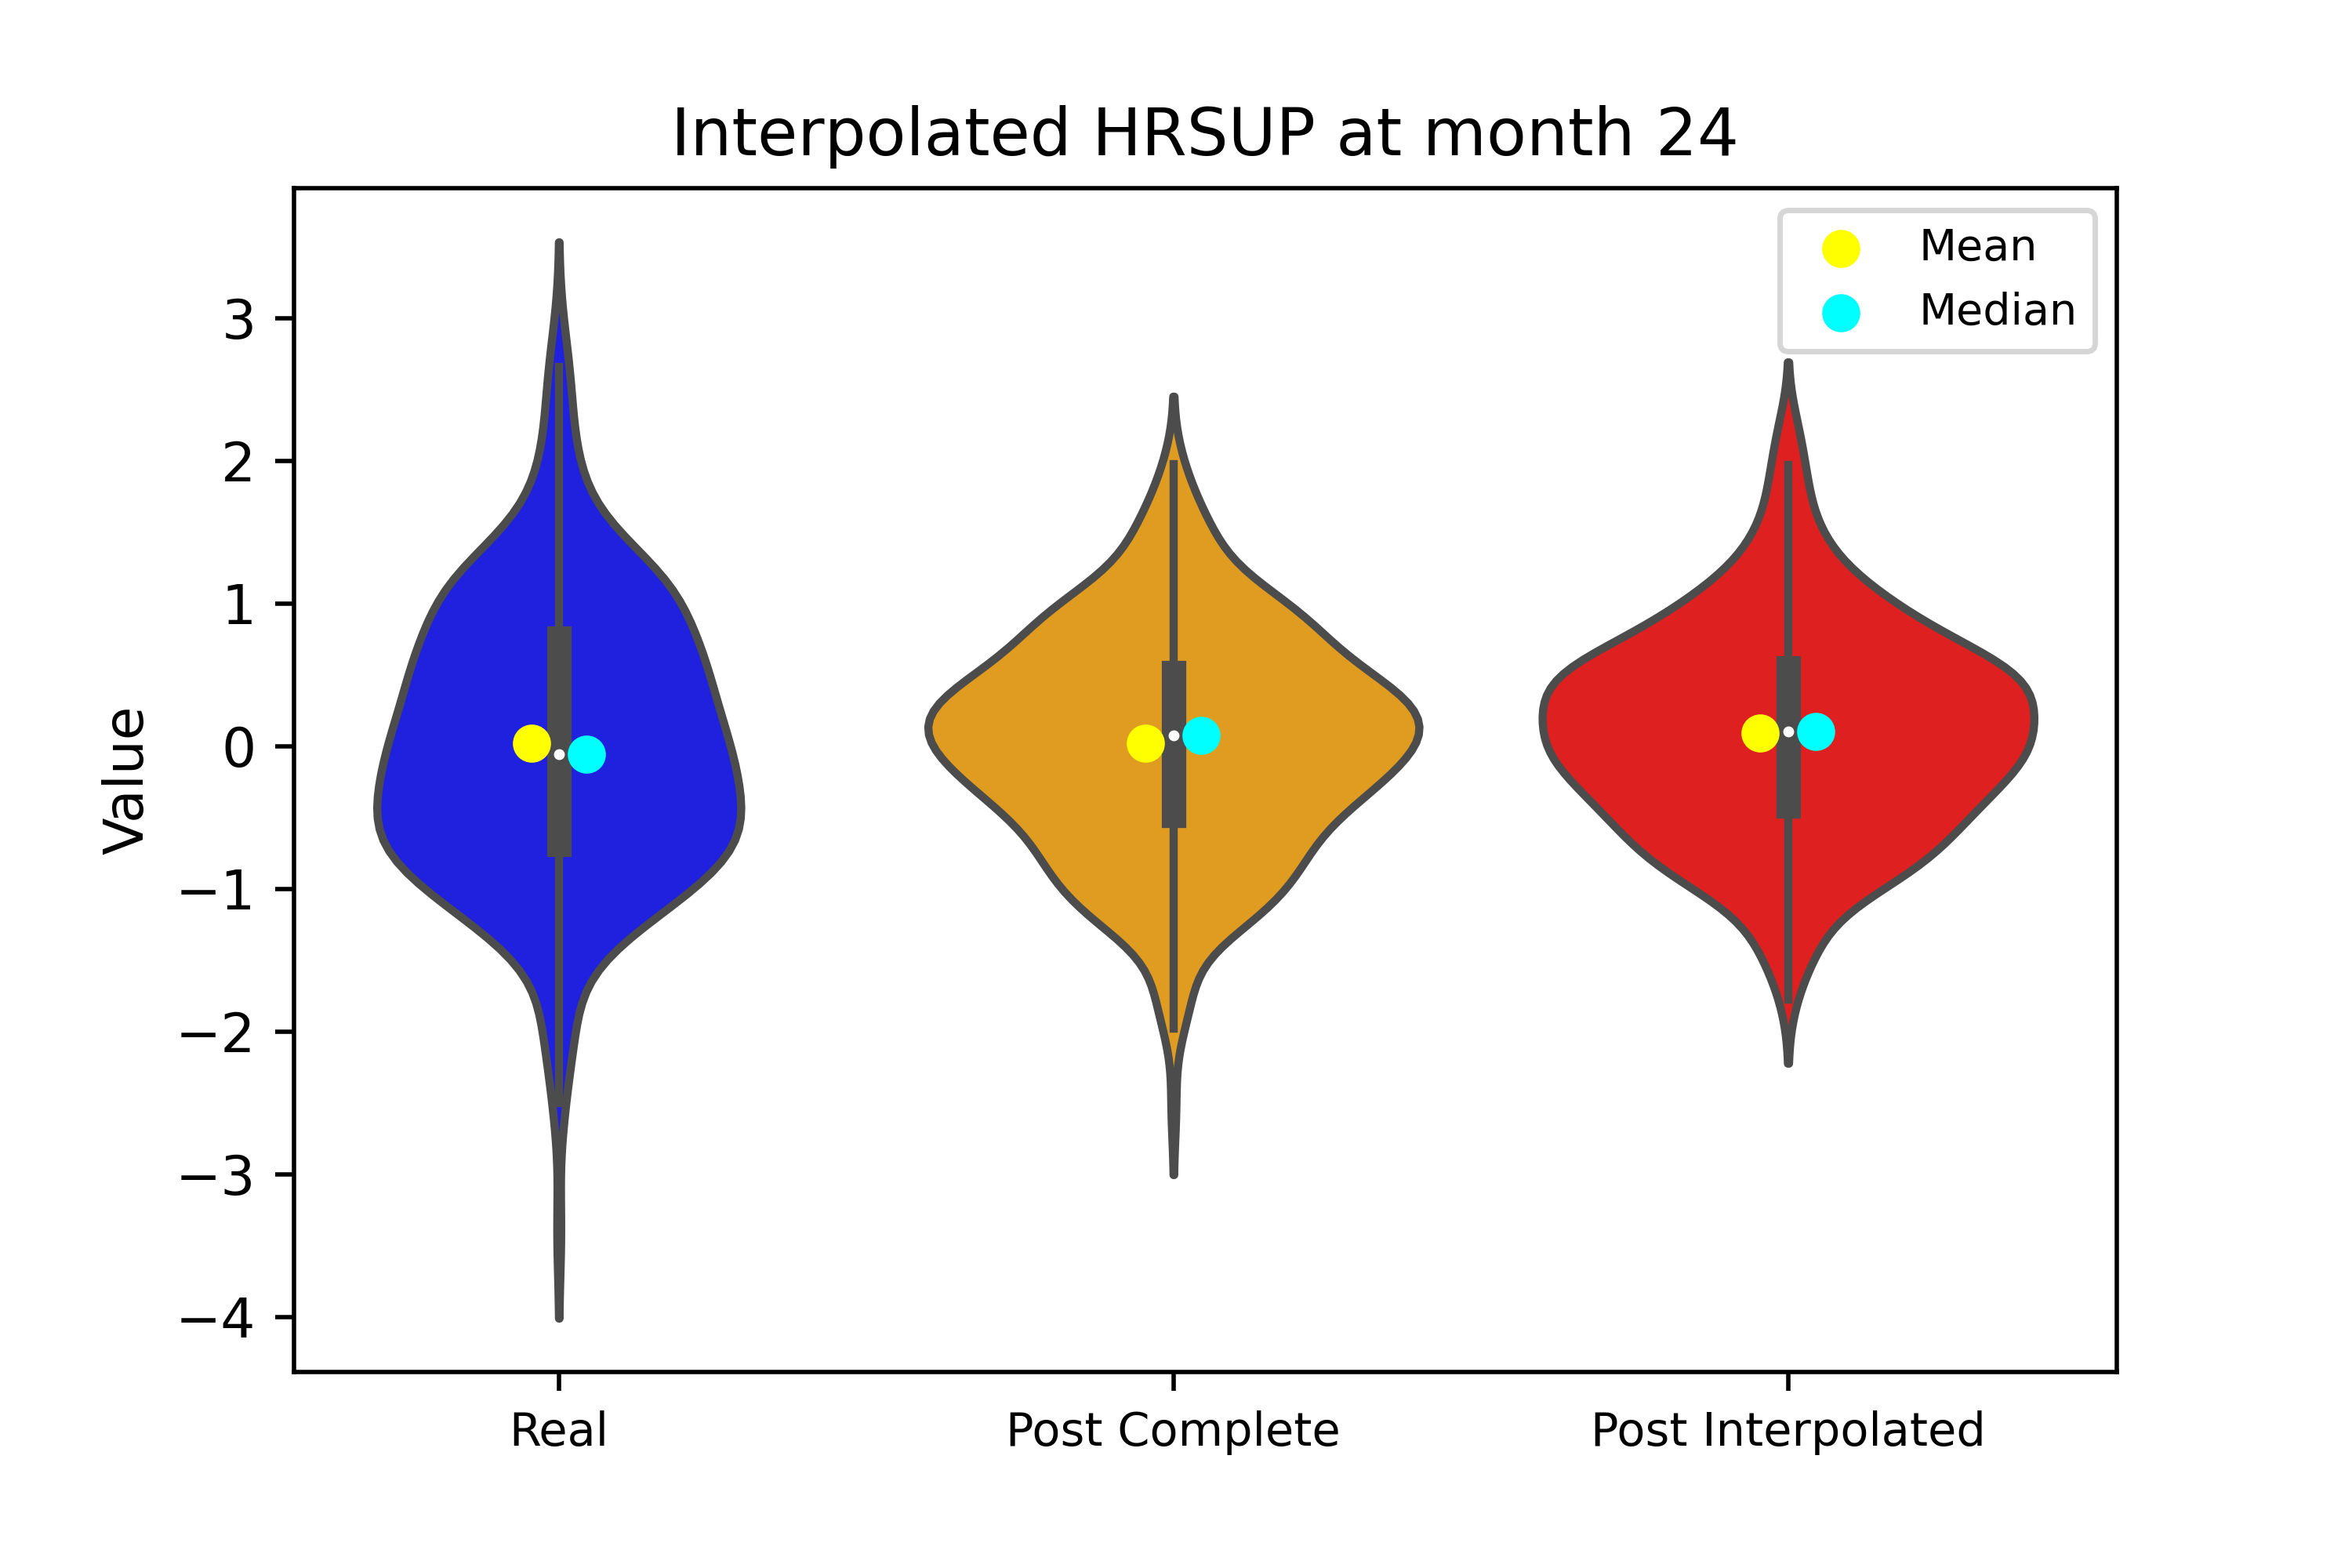 Interpolated HRSUP at month 24
Mean
Median
3
2
1
0
−1
−2
−3
−4
Value
Real
Post Complete
Post Interpolated